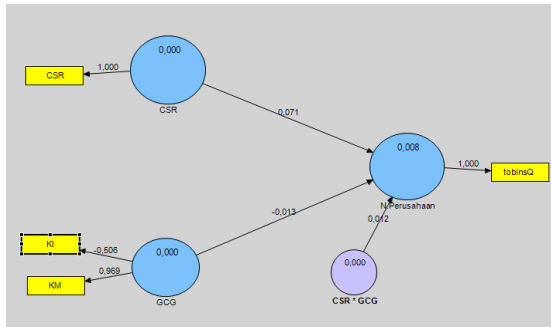 0,000
CSR
1,000
CSR
0,071
0,008
1,000
tobinsQ
N.Perusahaan
-0,013
0,012
KI
-0,606
0,000
0,969
KM
GCG
0,000
CSR * GCG